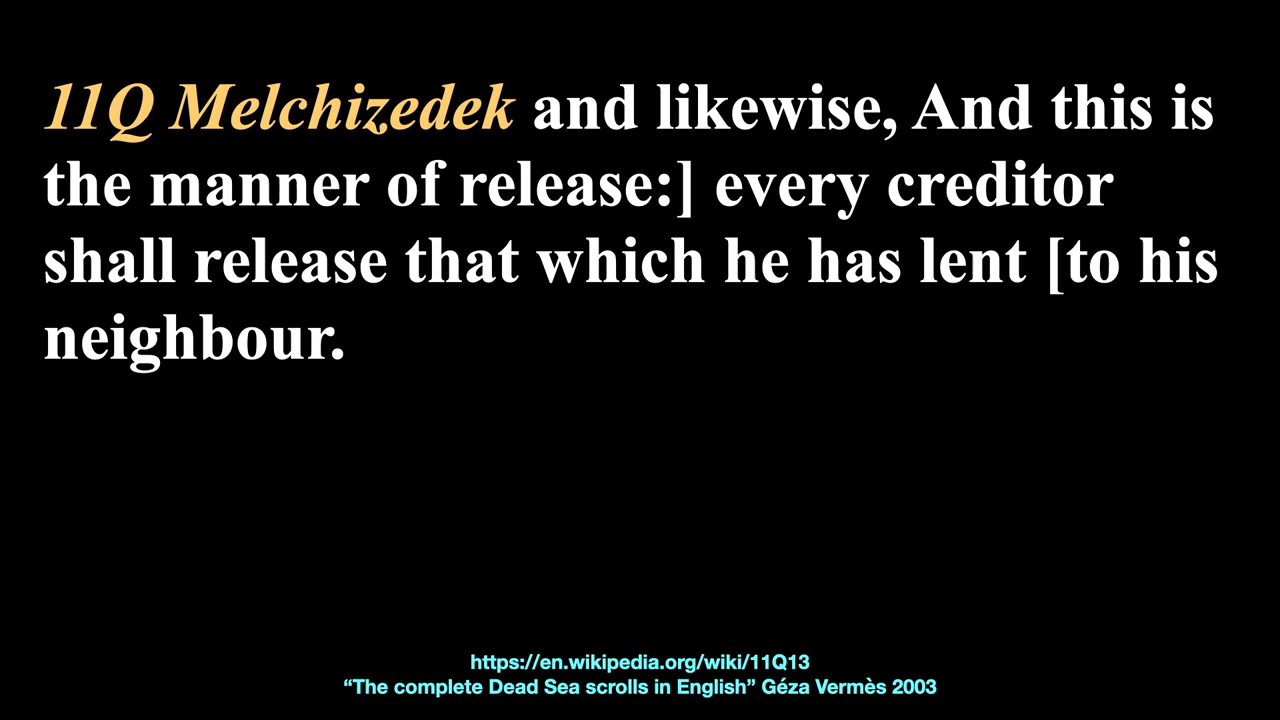 11Q Melchizedek and likewise, And this is
the manner of release:] every creditor
shall release that which he has lent [to his
neighbour.
https://en.wikipedia.org/wiki/11Q13
“The complete Dead Sea scrolls in English” Géza Vermès 2003